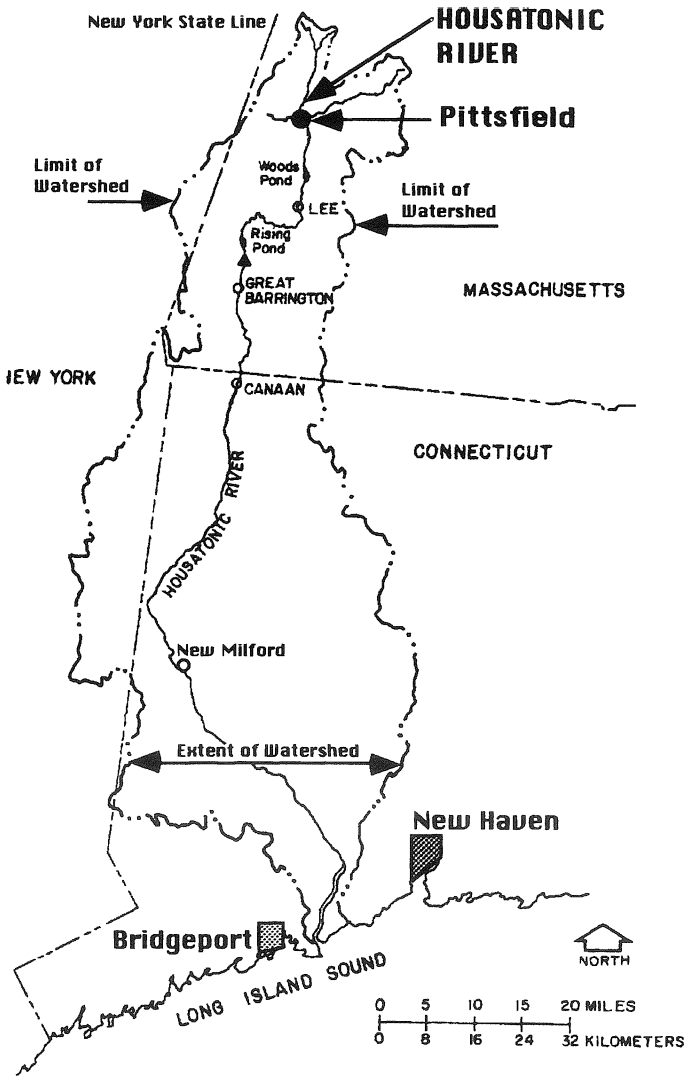 New York State Line
HOUSATONIC
RIVER
Pittsfield
Woods
Pond
Limit of
Watershed
LEE
Limit of
Watershed
Rising
Pond
GREAT
BARRINGTON
MASSACHUSETTS
IEW YORK
CANAAN
CONNECTICUT
HOUSATONIC RIVER
New Milford
Extent of Watershed
New Haven
Bridgeport
LONG ISLAND SOUND
NORTH
0 5 10 15 20 MILES
0 8 16 24 32 KILOMETERS